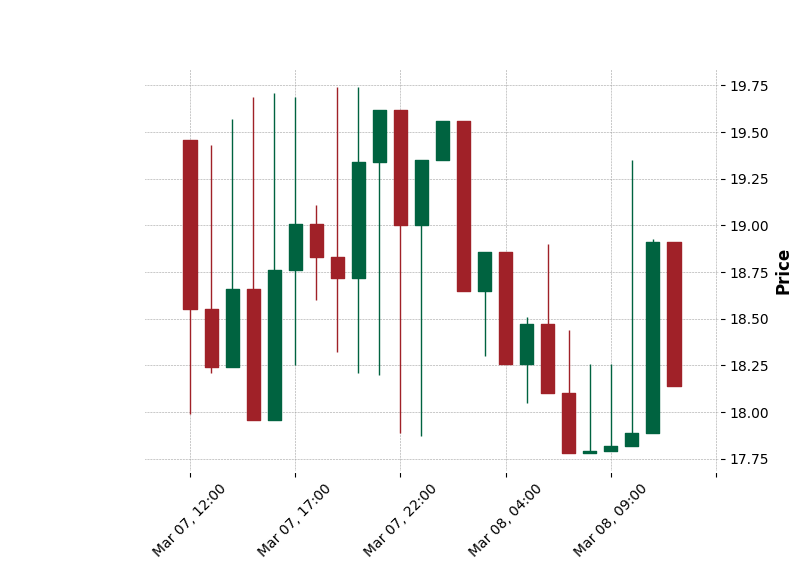 19.75
19.50
19.25
19.00
18.75
18.50
18.25
18.00
17.75
Price
Mar 07, 12:00
Mar 07, 17:00
Mar 07, 22:00
Mar 08, 04:00
Mar 08, 09:00